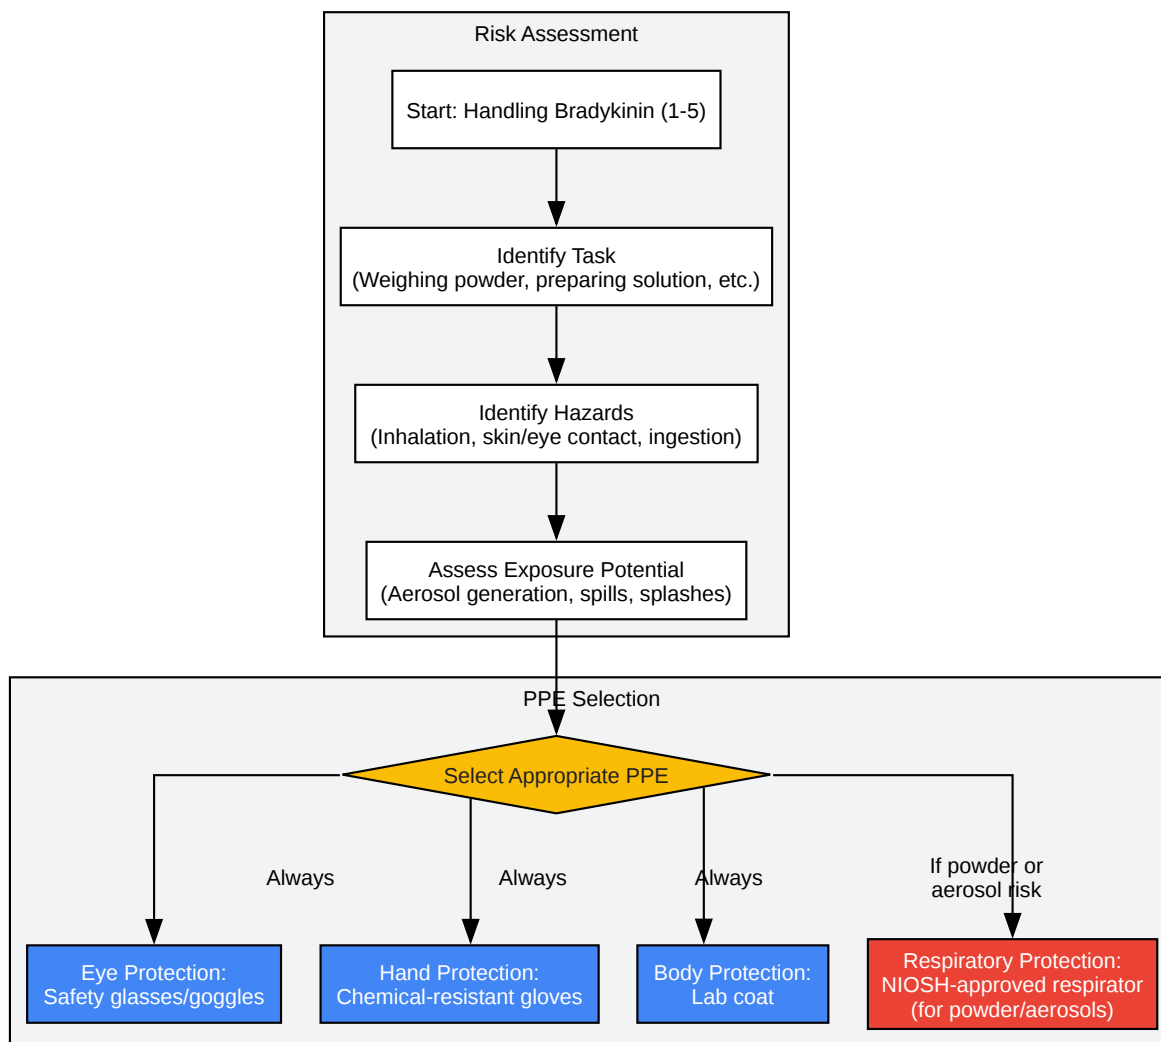 Risk Assessment
Start: Handling Bradykinin (1-5)
Identify Task
(Weighing powder, preparing solution, etc.)
Identify Hazards
(Inhalation, skin/eye contact, ingestion)
Assess Exposure Potential
(Aerosol generation, spills, splashes)
PPE Selection
Select Appropriate PPE
Always
Always
Always
If powder or
aerosol risk
Eye Protection:
Safety glasses/goggles
Hand Protection:
Chemical-resistant gloves
Body Protection:
Lab coat
Respiratory Protection:
NIOSH-approved respirator
(for powder/aerosols)